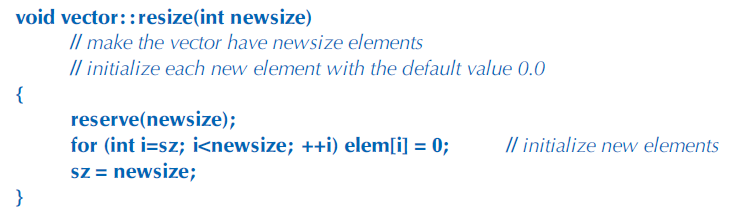 void vector::resize(int newsize)
// make the vector have newsize elements
// initialize each new element with the default value 0.0
{
reserve(newsize);
for (int i=sz; i<newsize; ++i) elem[i] = 0; // initialize new elements
sz = newsize;
}